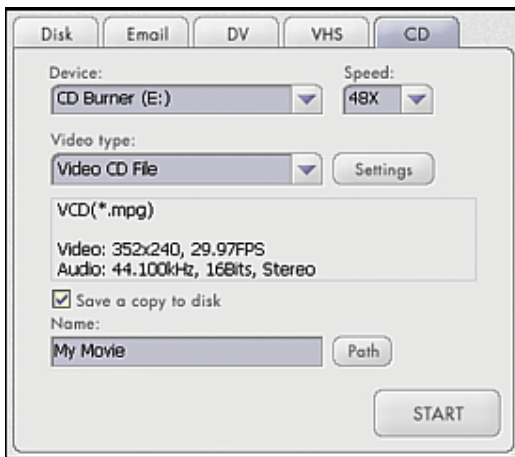 Disk Email DV VHS CD
Device: Speed:
CD Burner (E:) 48X
Video type:
Video CD File Settings
VCD(*.mpg)
Video: 352x240, 29.97FPS
Audio: 44.100kHz, 16Bits, Stereo
Save a copy to disk
Name:
My Movie Path
START